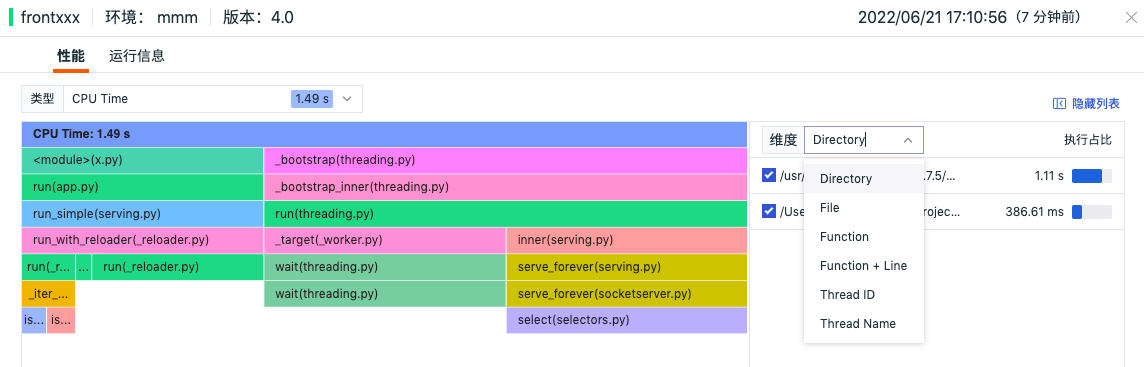 frontxxx 环境： mmm 版本：4.0 2022/06/21 17:10:56（7 分钟前）
性能 运行信息
类型 CPU Time 1.49 s
隐藏列表
CPU Time: 1.49 s
<module>(x.py) _bootstrap(threading.py)
run(app.py) _bootstrap_inner(threading.py)
run_simple(serving.py) run(threading.py)
run_with_reloader(_reloader.py) _target(_worker.py) inner(serving.py)
run(_r... ... run(_reloader.py) wait(threading.py) serve_forever(serving.py)
_iter_... wait(threading.py) serve_forever(socketserver.py)
is... is... select(selectors.py)
维度 Directory 执行占比
/usr/ .7.5/... 1.11 s
/Use rojec... 386.61 ms
Directory
File
Function
Function + Line
Thread ID
Thread Name